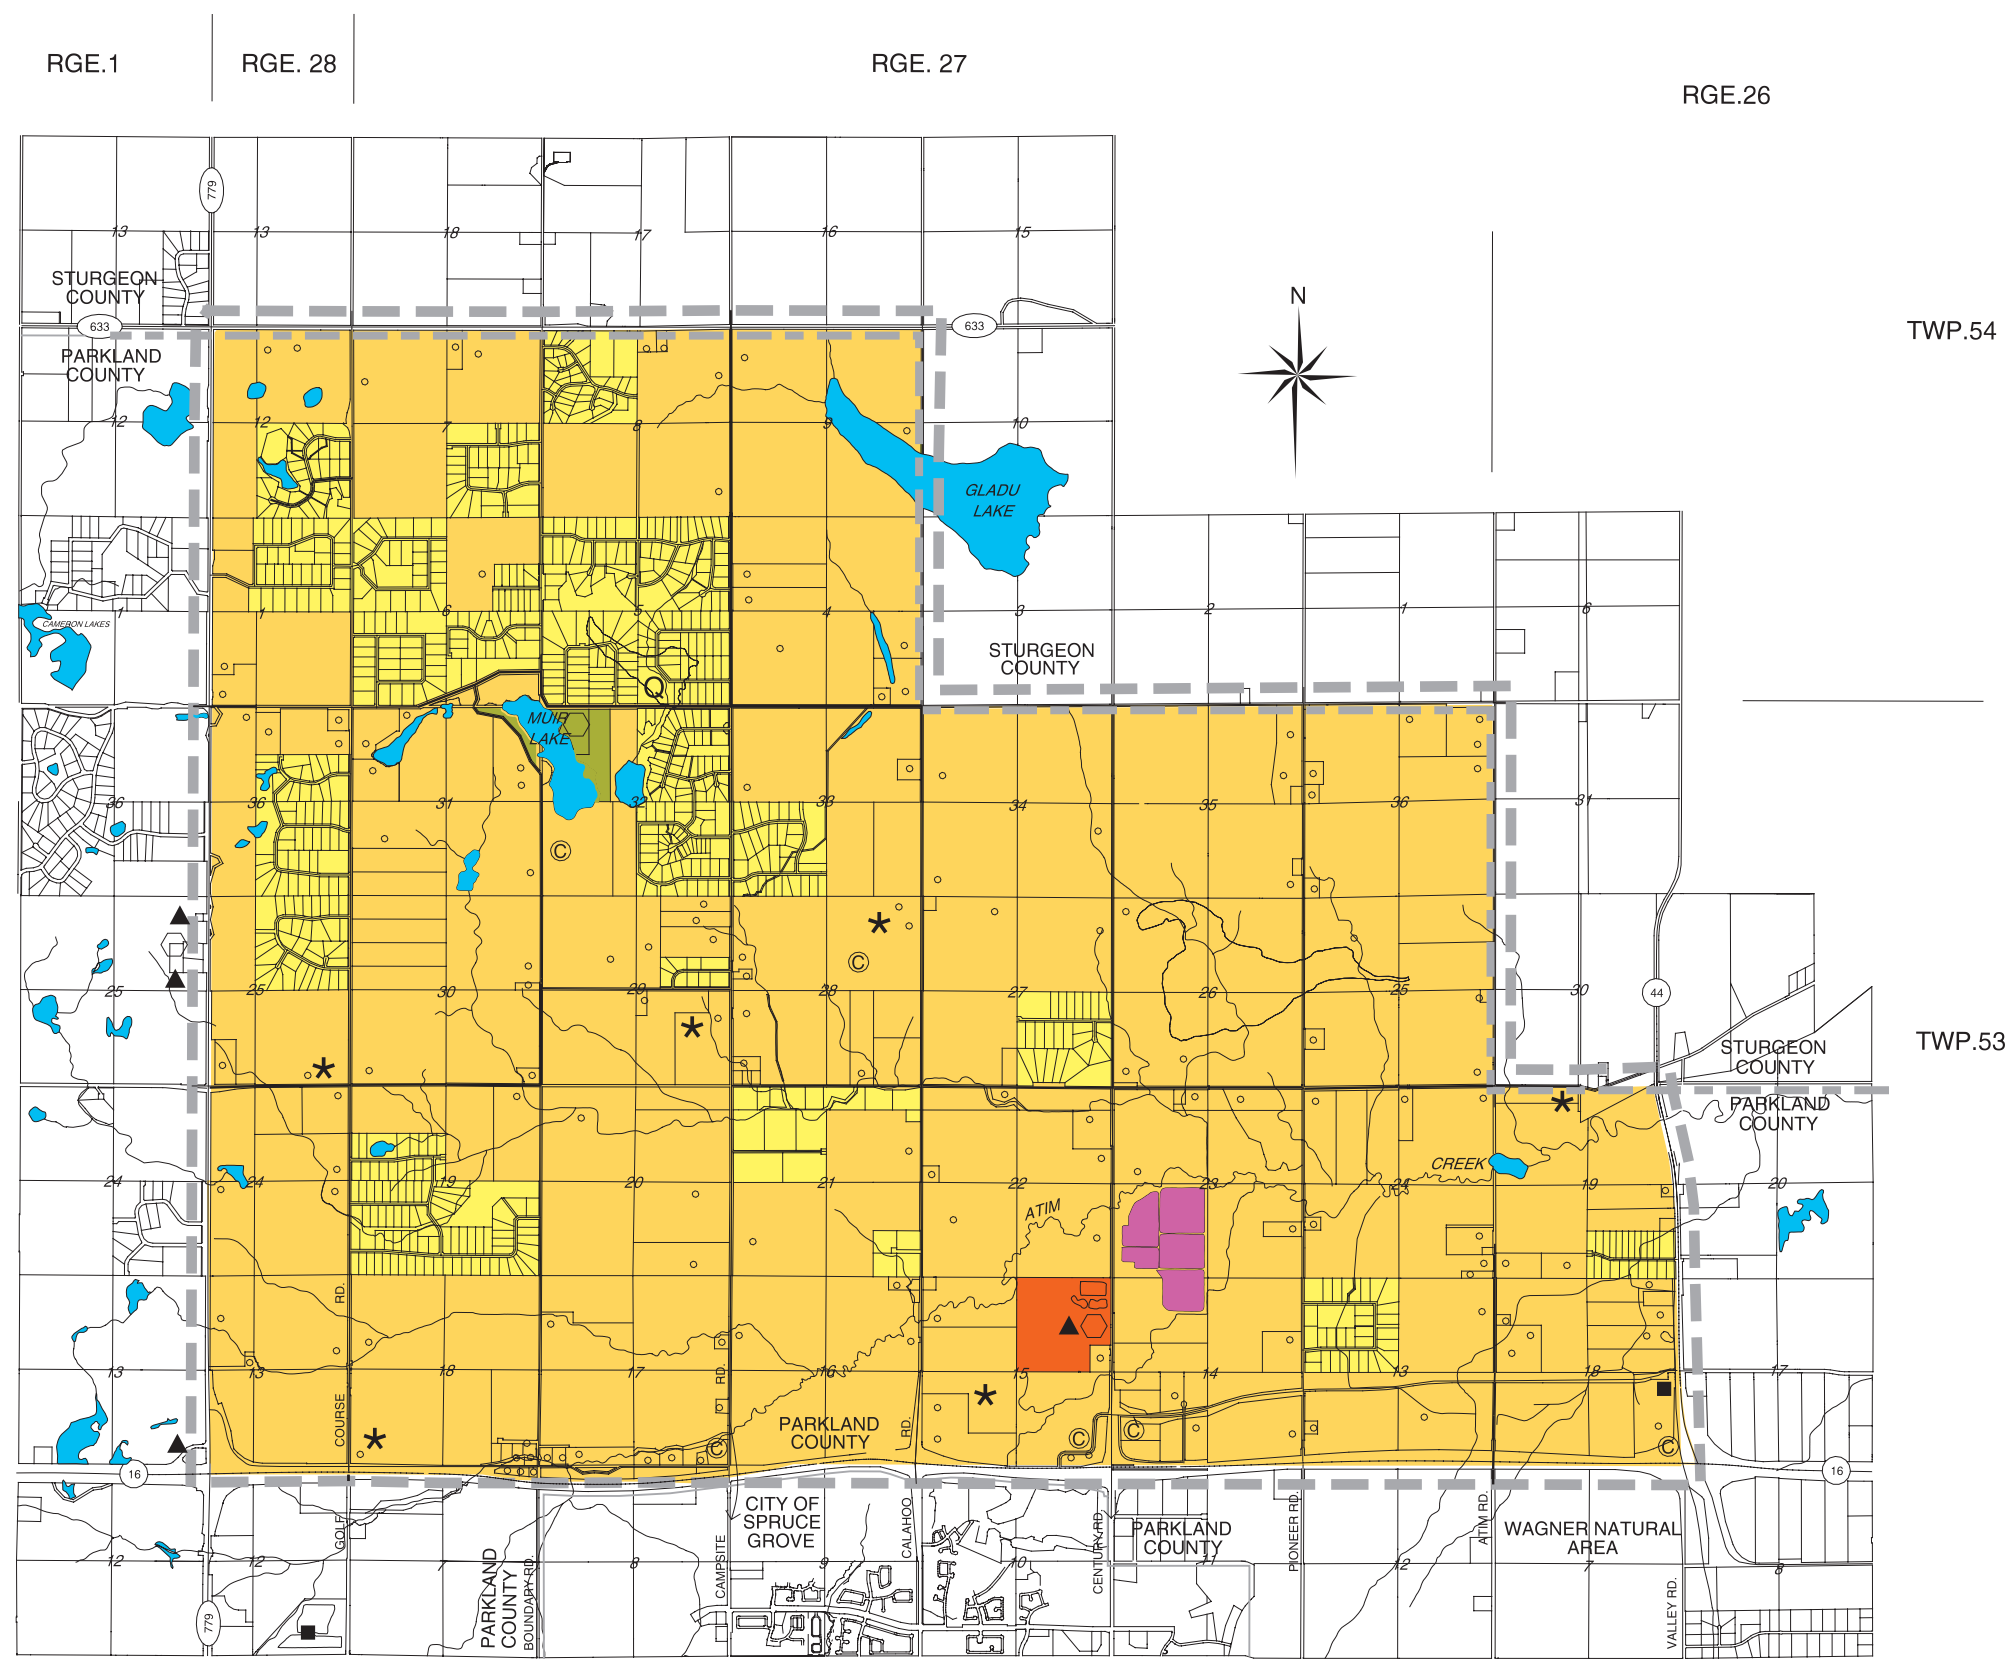 RGE.1
RGE. 28
RGE. 27
RGE.26
779
13
13
18
17
16
15
STURGEON
COUNTY
N
633
633
TWP.54
PARKLAND
COUNTY
12
12
7
8
9
10
GLADU
LAKE
1
1
6
5
4
3
2
1
6
CAMERON LAKES
STURGEON
COUNTY
Q
MUIR
LAKE
36
36
31
32
33
34
35
36
31
C
*
C
25
25
30
29
28
27
26
25
30
44
*
*
TWP.53
STURGEON
COUNTY
*
PARKLAND
COUNTY
CREEK
24
24
19
20
21
22
23
24
19
20
ATIM
RD.
13
13
18
17
16
15
14
13
18
17
RD.
COURSE
*
*
PARKLAND
COUNTY
RD.
C
C
C
C
16
16
GOLF
CITY OF
SPRUCE
GROVE
CALAHOO
CENTURY RD.
PARKLAND
COUNTY
PIONEER RD.
ATIM RD.
WAGNER NATURAL
AREA
12
12
7
8
9
10
11
12
7
8
PARKLAND
COUNTY
BOUNDARY RD.
CAMPSITE
VALLEY RD.
779